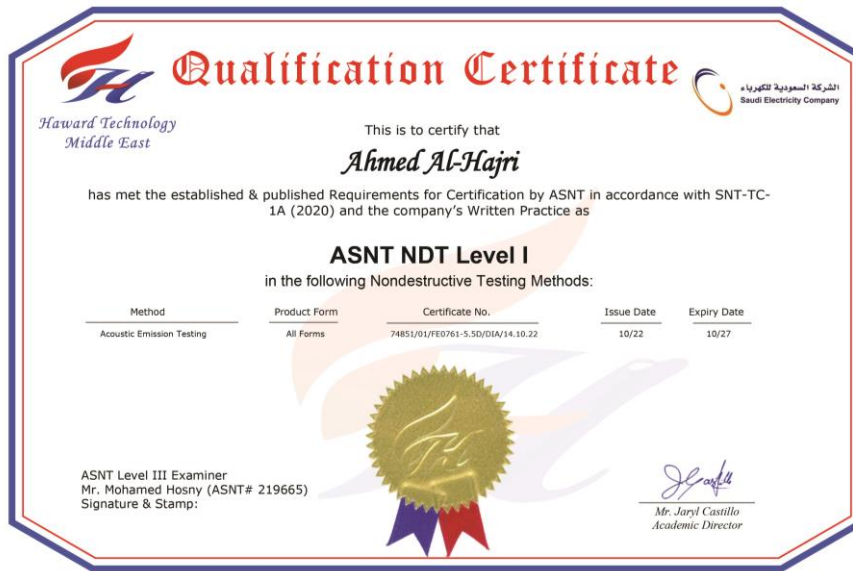 Qualification Certificate
Haward Technology
Middle East
الشركة السعودية للكهرباء
Saudi Electricity Company
This is to certify that
Ahmed Al-Hajri
has met the established & published Requirements for Certification by ASNT in accordance with SNT-TC-
1A (2020) and the company's Written Practice as
ASNT NDT Level I
in the following Nondestructive Testing Methods:
Method Product Form Certificate No. Issue Date Expiry Date
Acoustic Emission Testing All Forms 74851/01/FE0761-5.5D/DIA/14.10.22 10/22 10/27
ASNT Level III Examiner
Mr. Mohamed Hosny (ASNT# 219665)
Signature & Stamp:
Mr. Jaryl Castillo
Academic Director